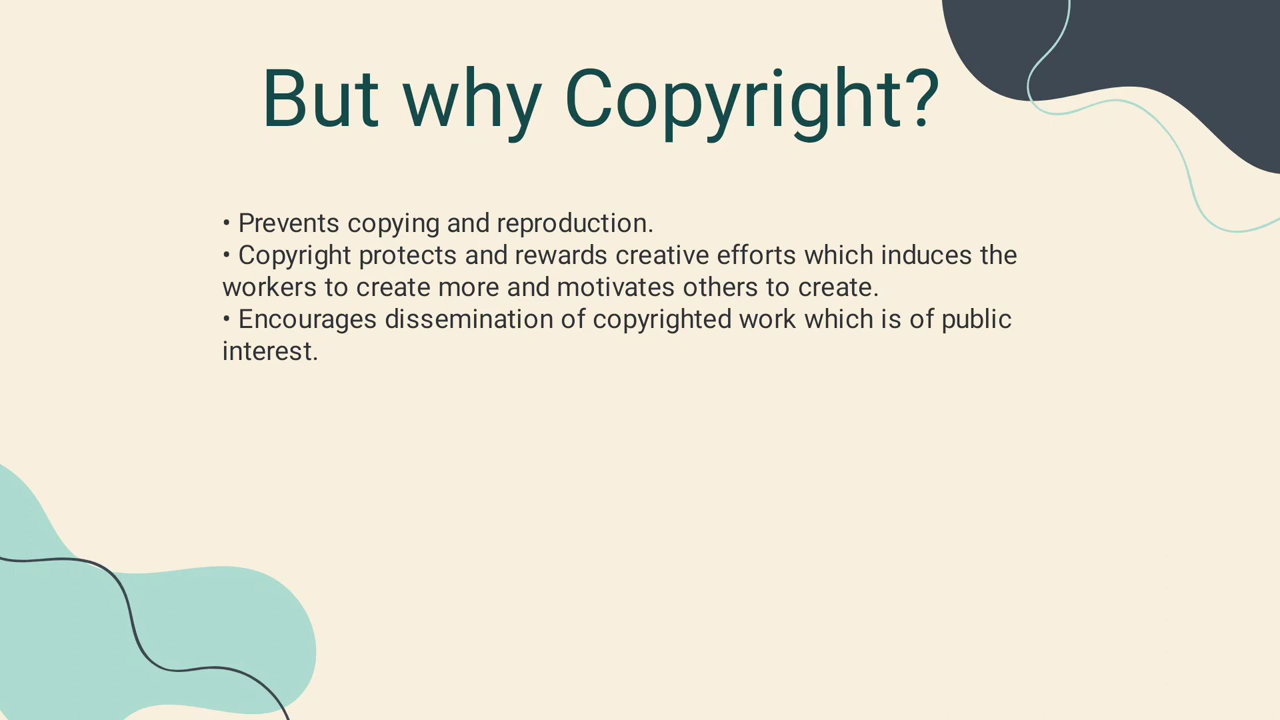 But why Copyright?
• Prevents copying and reproduction.
• Copyright protects and rewards creative efforts which induces the
workers to create more and motivates others to create.
• Encourages dissemination of copyrighted work which is of public
interest.